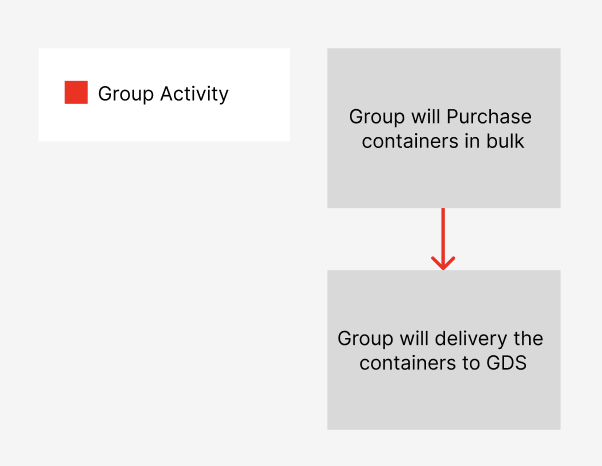 Group Activity
Group will Purchase
containers in bulk
Group will delivery the
containers to GDS